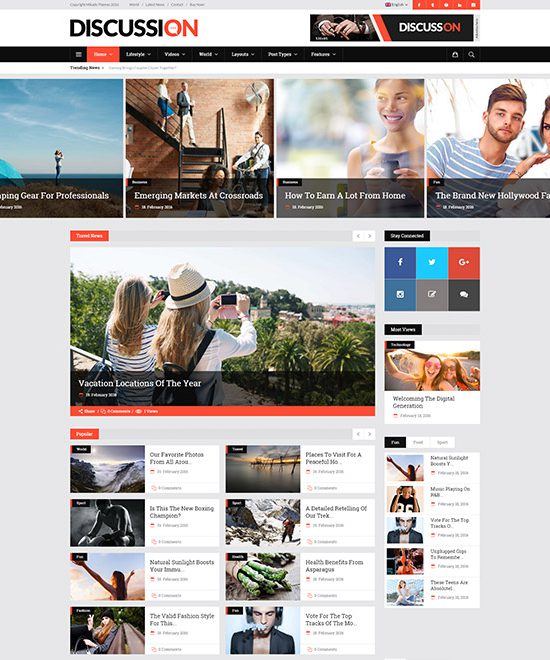 Copyright Mikado Themes 2016 World Latest News Contact Buy Now! English
DISCUSSION
DISCUSSION
Home Lifestyle Videos World Layouts Post Types Features
Trending News
Business
Business
Fun
ping Gear For Professionals
Emerging Markets At Crossroads
How To Earn A Lot From Home
The Brand New Hollywood Fa
February 2016
18. February 2016
18. February 2016
18. February 2016
Travel News
Stay Connected
Vacation Locations Of The Year
19. February 2016
Share / 0 Comments / 1 Views
Most Views
Technology
Welcoming The Digital
Generation
February 18, 2016
Popular
World
Our Favorite Photos
From All Arou...
20. February 2016
0 Comments
Travel
Places To Visit For A
Peaceful Ho...
20. February 2016
0 Comments
Sport
Is This The New Boxing
Champion?
20. February 2016
0 Comments
Sport
A Detailed Retelling Of
Our Trek...
19. February 2016
0 Comments
Fun
Natural Sunlight Boosts
Your Immu...
18. February 2016
0 Comments
Health
Health Benefits From
Asparagus
18. February 2016
0 Comments
Fashion
The Valid Fashion Style
For This...
18. February 2016
Fun
Vote For The Top
Tracks Of The Mo...
18. February 2016
Fun Food Sport
Natural Sunlight
Boosts Y...
February 18, 2016
Music Playing On
R&B...
February 18, 2016
Vote For The Top
Tracks O...
February 18, 2016
Unplugged Gigs
To Remembe...
February 18, 2016
These Teens Are
Absolutel...
February 18, 2016